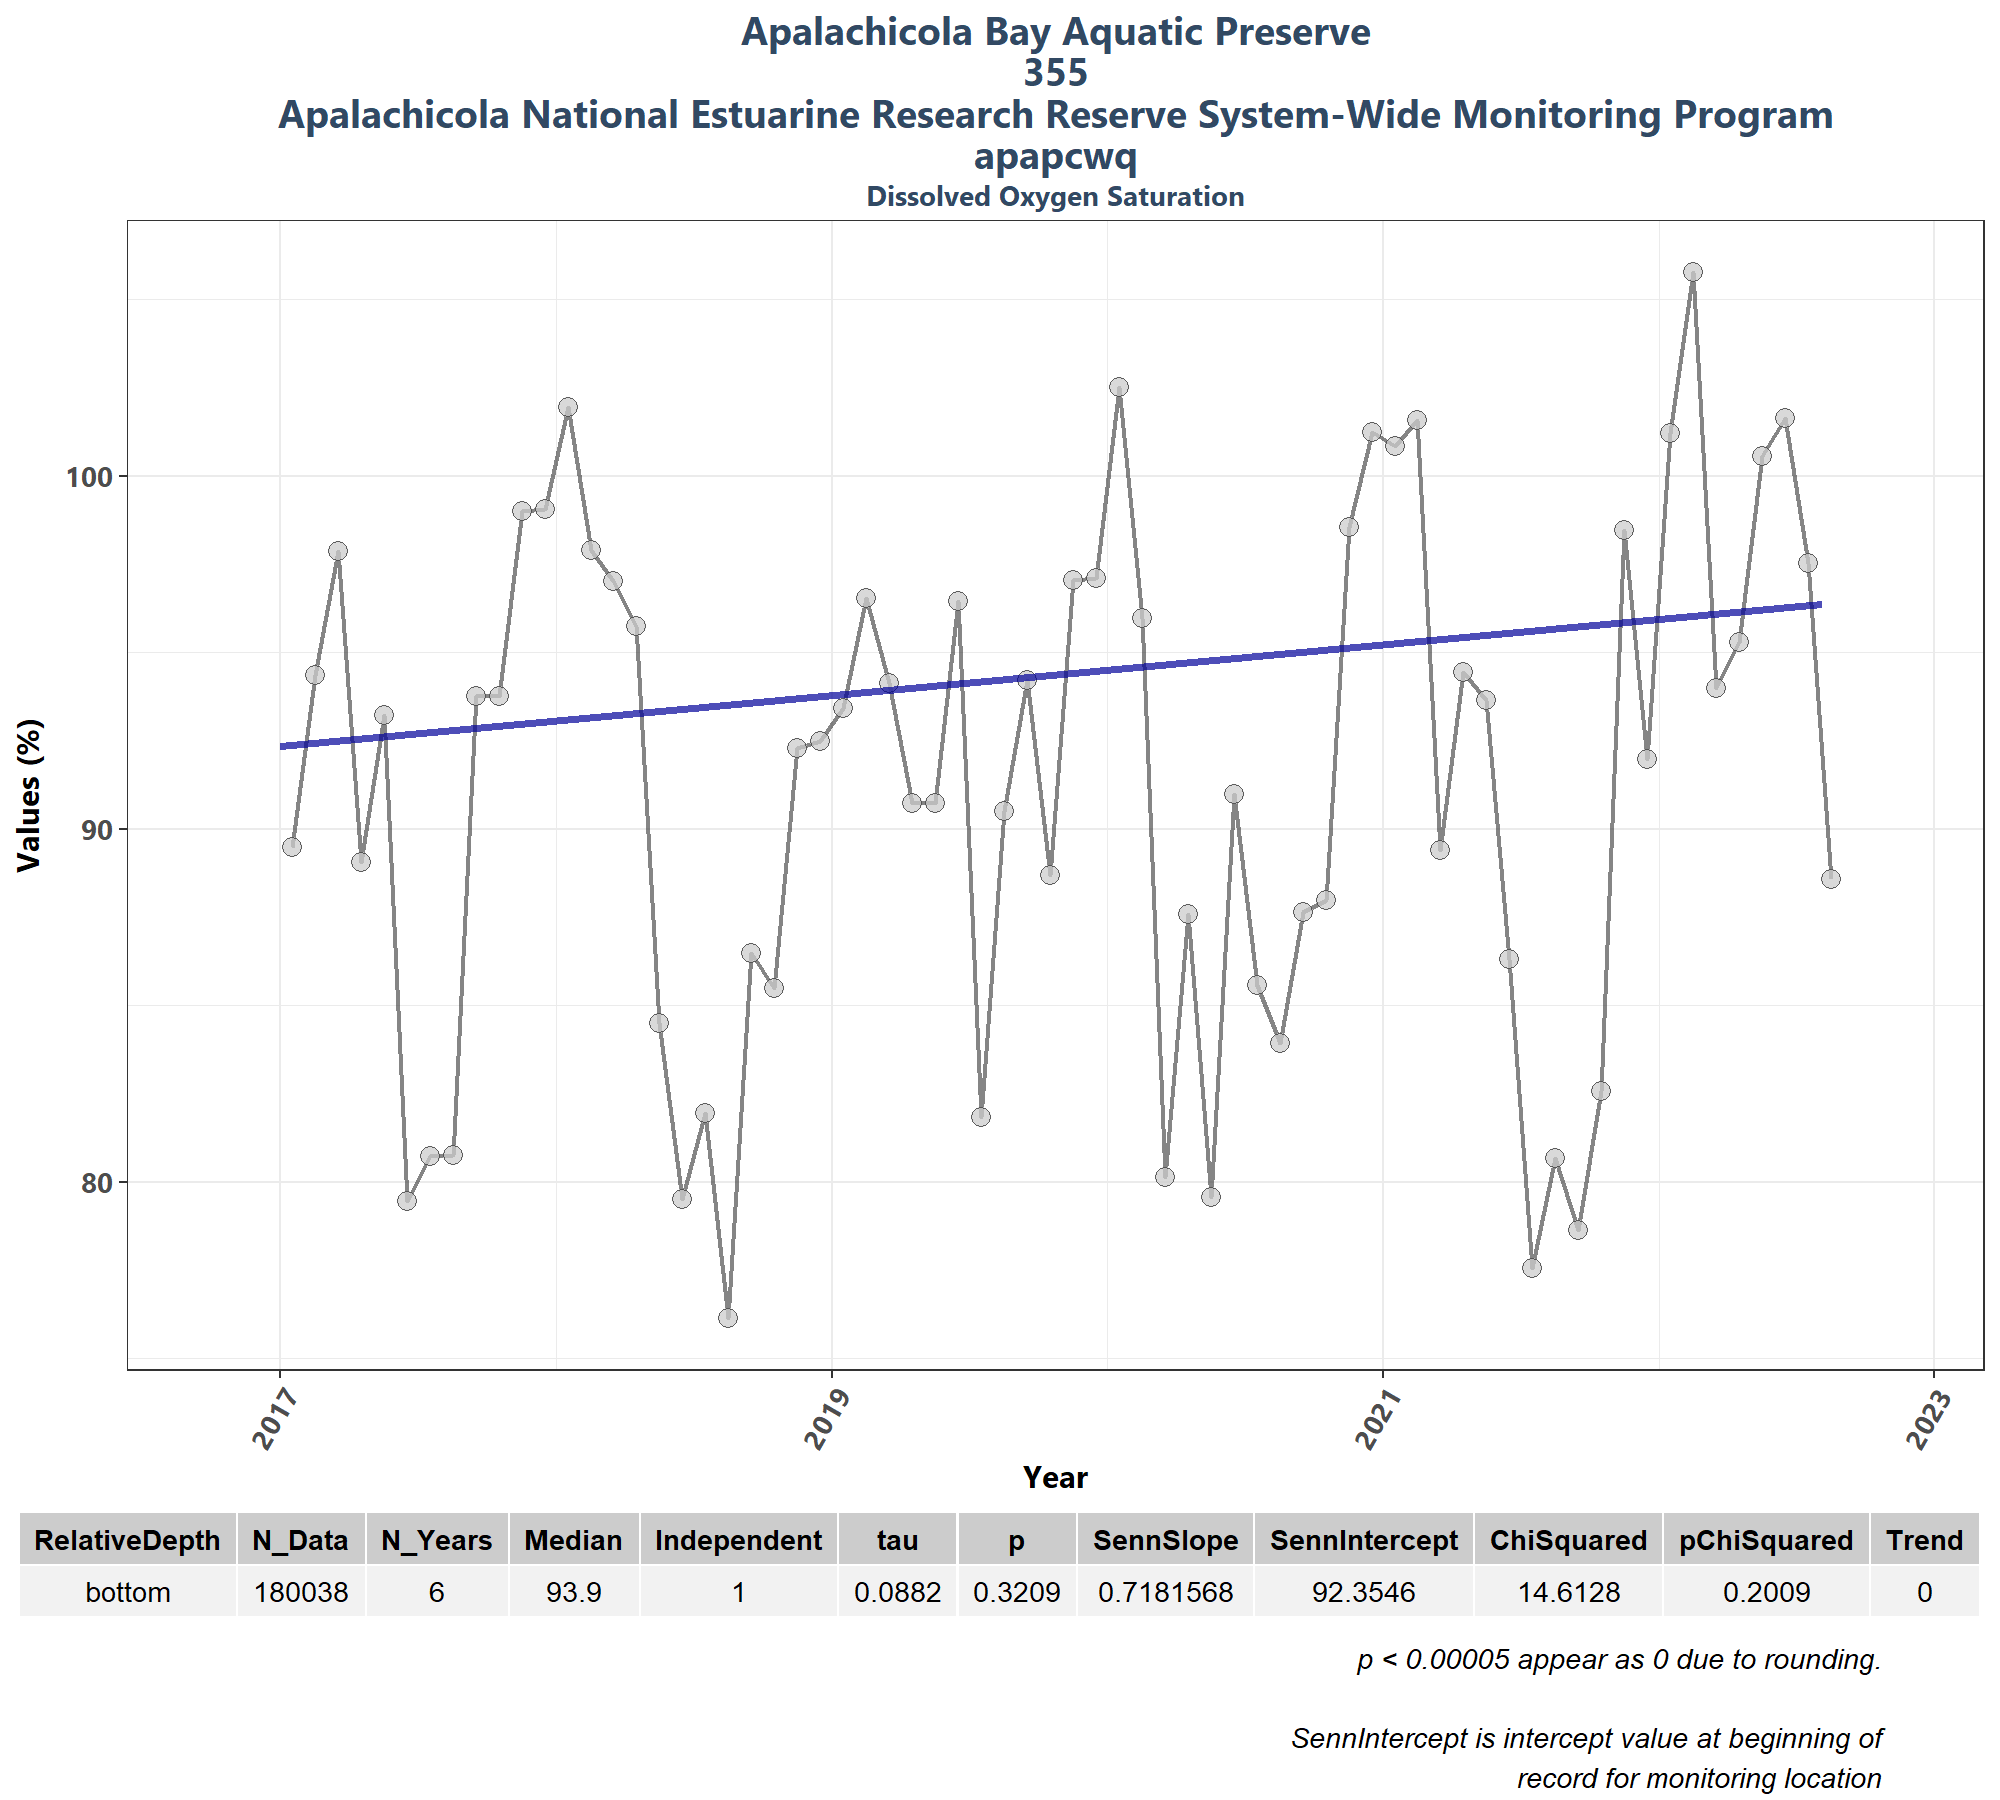 Apalachicola Bay Aquatic Preserve
355
Apalachicola National Estuarine Research Reserve System-Wide Monitoring Program
apapcwq
Dissolved Oxygen Saturation
Values (%)
100
90
80
2017 2019 2021 2023
Year
RelativeDepth N_Data N_Years Median Independent tau p SennSlope SennIntercept ChiSquared pChiSquared Trend
bottom 180038 6 93.9 1 0.0882 0.3209 0.7181568 92.3546 14.6128 0.2009 0
p < 0.00005 appear as 0 due to rounding.
SennIntercept is intercept value at beginning of
record for monitoring location